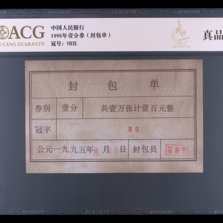 ACG
中国人民银行
1995年壹分券（封包单）
冠号：
真品
封包单
券别 壹分 共壹万张计壹百元整
冠字
公元一九九五年 月 日 封包员